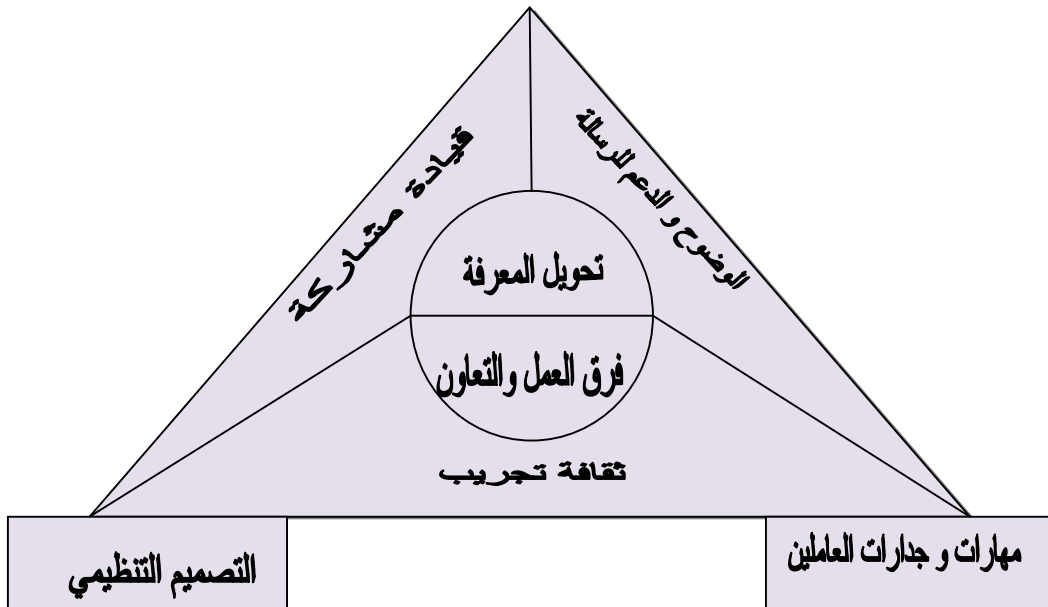 الوضوح و الدعم للرسالة
قيادة مشاركة
تحويل المعرفة
فرق العمل والتعاون
ثقافة تجريب
مهارات و جدارات العاملين
التصميم التنظيمي